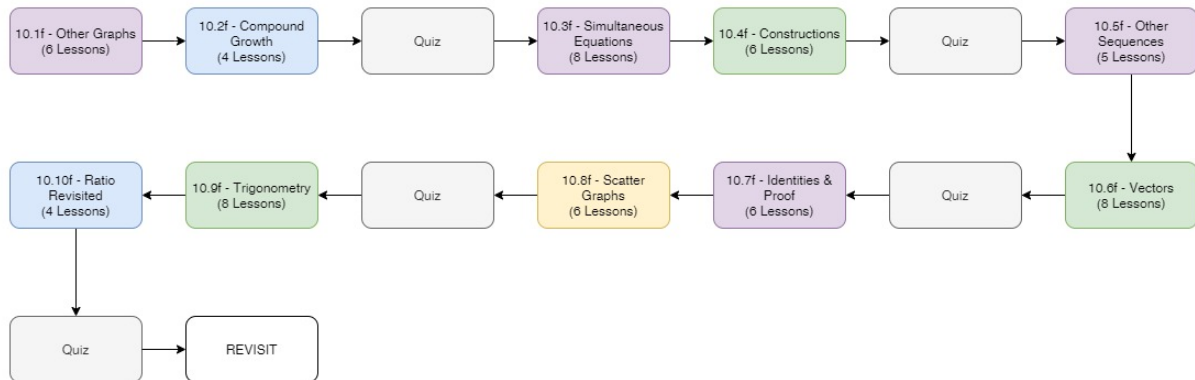 10.1f - Other Graphs
(6 Lessons)
10.2f - Compound
Growth
(4 Lessons)
Quiz
10.3f - Simultaneous
Equations
(8 Lessons)
10.4f - Constructions
(6 Lessons)
Quiz
10.5f - Other
Sequences
(5 Lessons)
10.6f - Vectors
(8 Lessons)
Quiz
10.7f - Identities &
Proof
(6 Lessons)
10.8f - Scatter
Graphs
(6 Lessons)
Quiz
10.9f - Trigonometry
(8 Lessons)
10.10f - Ratio
Revisited
(4 Lessons)
Quiz
REVISIT